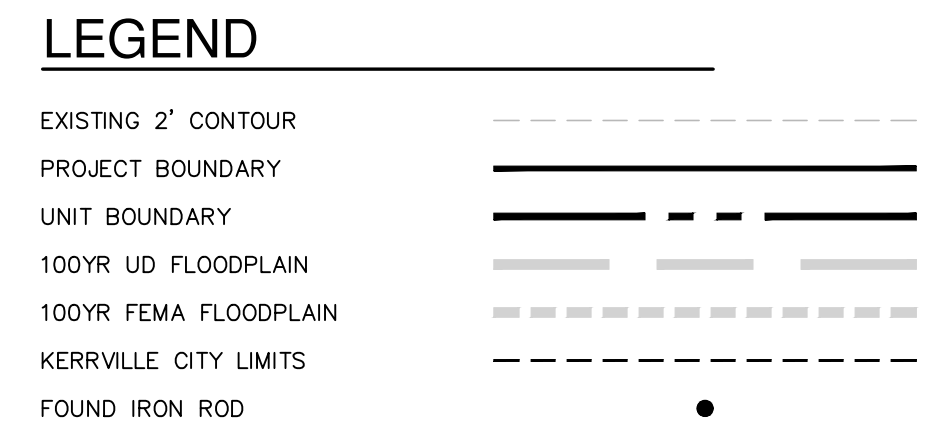 LEGEND
EXISTING 2' CONTOUR
PROJECT BOUNDARY
UNIT BOUNDARY
100YR UD FLOODPLAIN
100YR FEMA FLOODPLAIN
KERRVILLE CITY LIMITS
FOUND IRON ROD